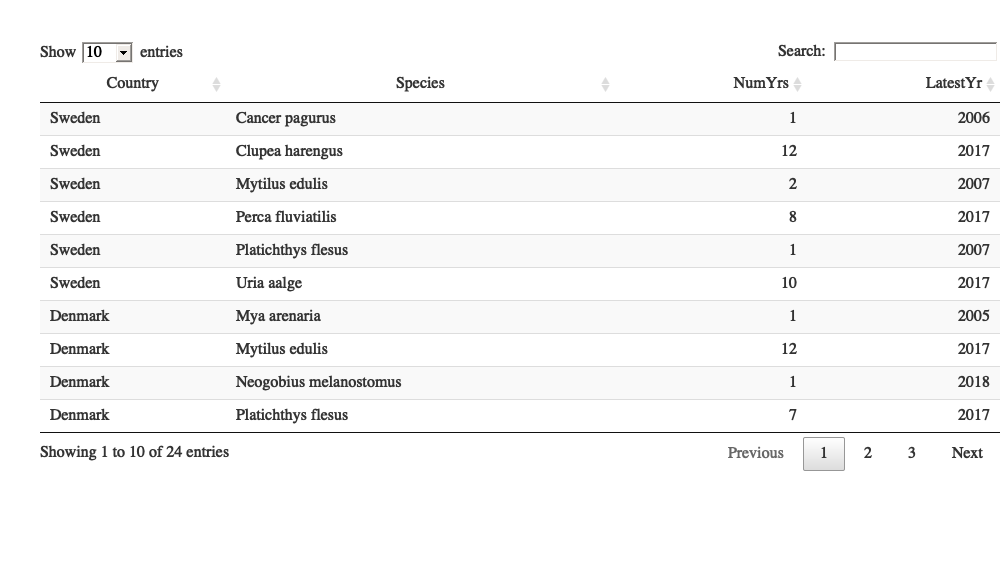 Show 10 entries Search:
Country Species NumYrs LatestYr
Sweden Cancer pagurus 1 2006
Sweden Clupea harengus 12 2017
Sweden Mytilus edulis 2 2007
Sweden Perca fluviatilis 8 2017
Sweden Platichthys flesus 1 2007
Sweden Uria aalge 10 2017
Denmark Mya arenaria 1 2005
Denmark Mytilus edulis 12 2017
Denmark Neogobius melanostomus 1 2018
Denmark Platichthys flesus 7 2017
Showing 1 to 10 of 24 entries Previous 1 2 3 Next